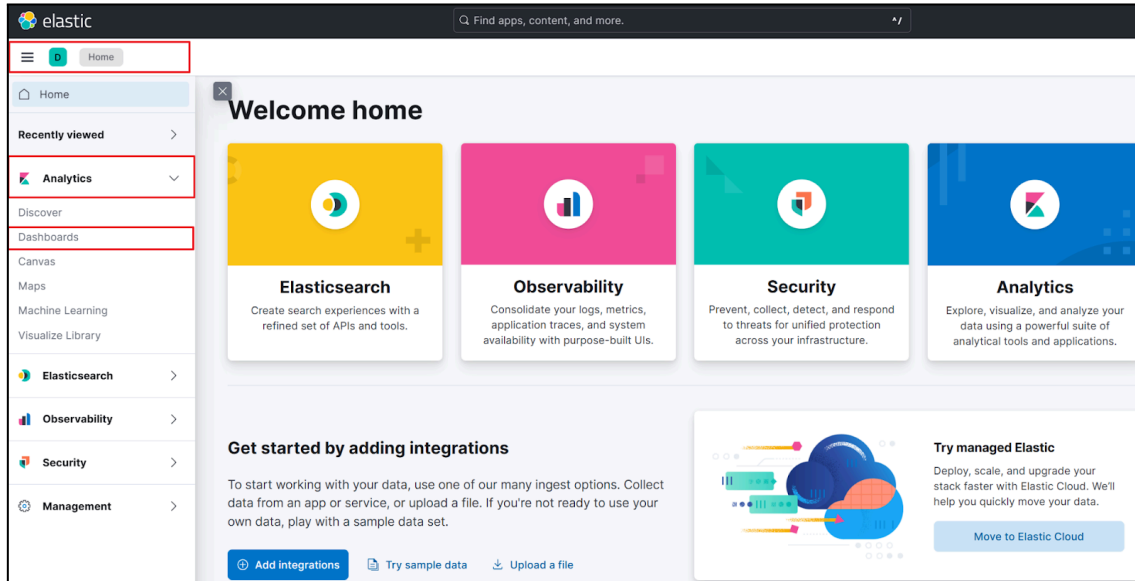 elastic
Find apps, content, and more.
^/
D
Home
Home
Recently viewed
Analytics
Discover
Dashboards
Canvas
Maps
Machine Learning
Visualize Library
Elasticsearch
Observability
Security
Management
Welcome home
Elasticsearch
Create search experiences with a
refined set of APIs and tools.
Observability
Consolidate your logs, metrics,
application traces, and system
availability with purpose-built UIs.
Security
Prevent, collect, detect, and respond
to threats for unified protection
across your infrastructure.
Analytics
Explore, visualize, and analyze your
data using a powerful suite of
analytical tools and applications.
Get started by adding integrations
To start working with your data, use one of our many ingest options. Collect
data from an app or service, or upload a file. If you're not ready to use your
own data, play with a sample data set.
Add integrations
Try sample data
Upload a file
Try managed Elastic
Deploy, scale, and upgrade your
stack faster with Elastic Cloud. We'll
help you quickly move your data.
Move to Elastic Cloud